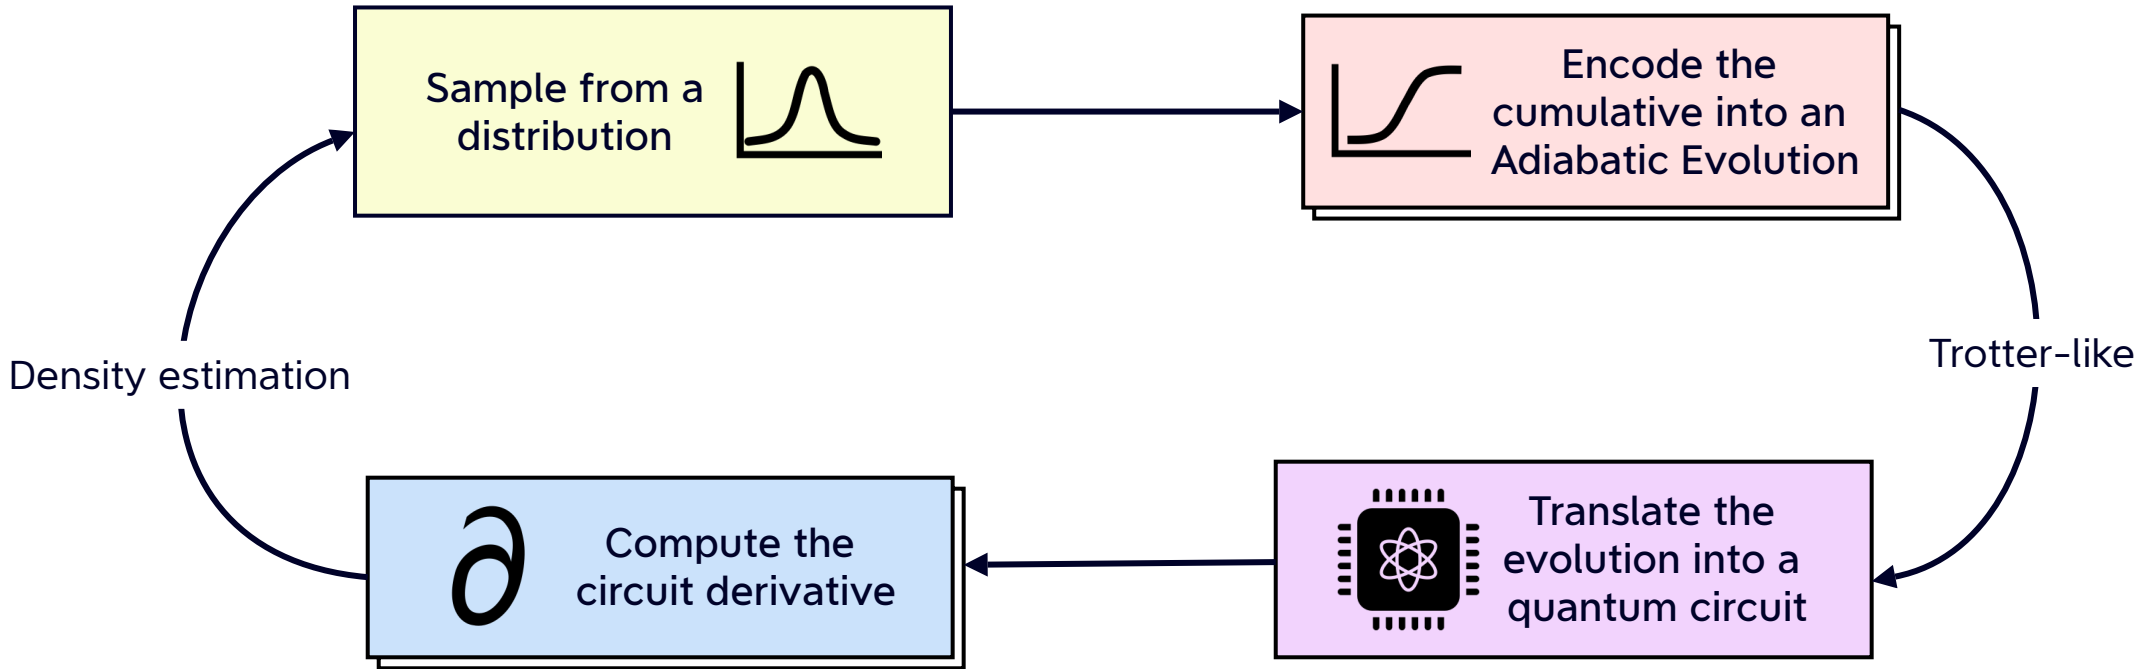 Sample from a
distribution
Encode the
cumulative into an
Adiabatic Evolution
Trotter-like
Translate the
evolution into a
quantum circuit
∂
Compute the
circuit derivative
Density estimation